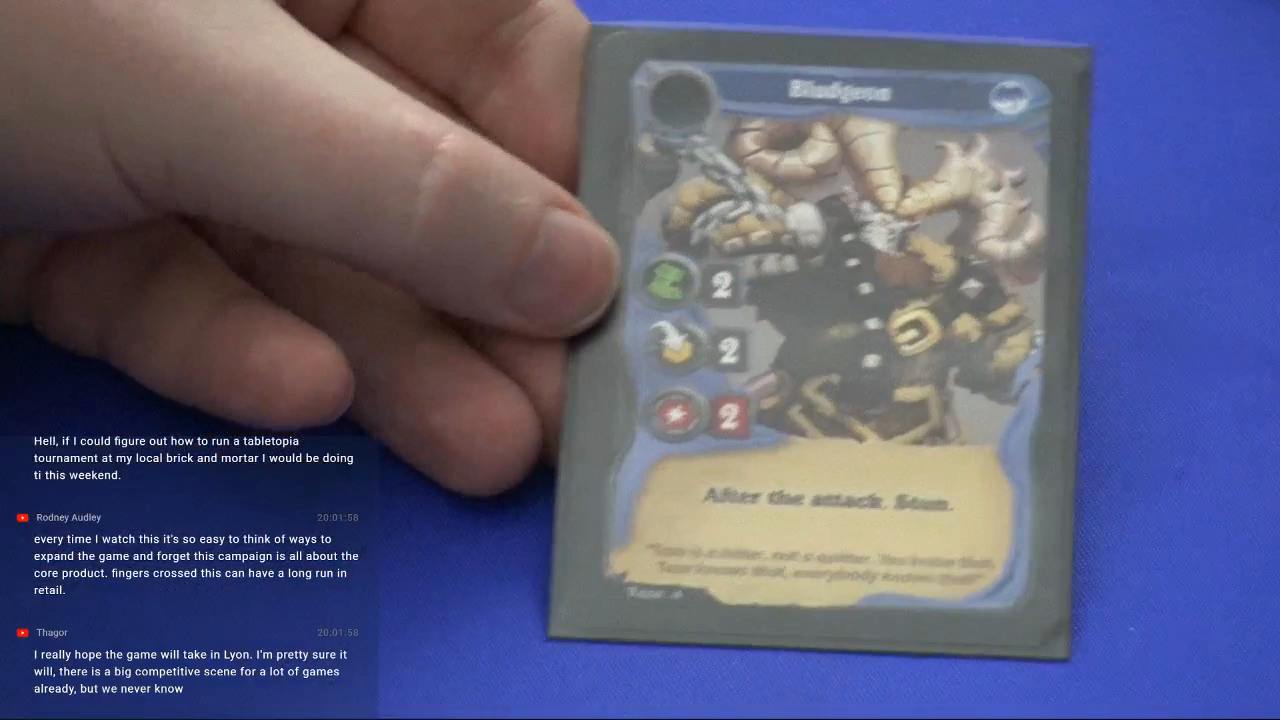 Bludgeon
2
2
2
After the attack, Stun.
Hell, if I could figure out how to run a tabletopia
tournament at my local brick and mortar I would be doing
ti this weekend.
Rodney Audley 20:01:58
every time I watch this it's so easy to think of ways to
expand the game and forget this campaign is all about the
core product. fingers crossed this can have a long run in
retail.
Thagor 20:01:58
I really hope the game will take in Lyon. I'm pretty sure it
will, there is a big competitive scene for a lot of games
already, but we never know